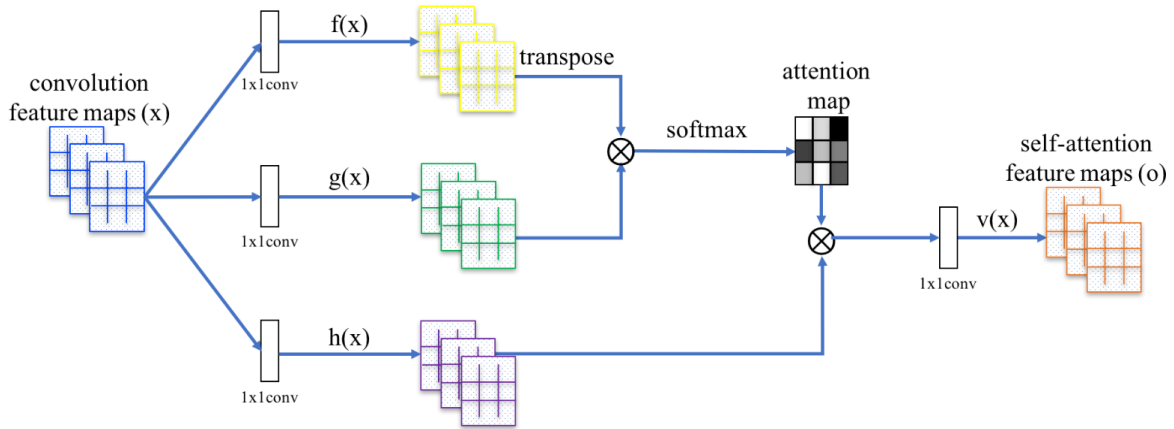 convolution
feature maps (x)
1x1conv
f(x)
transpose
1x1conv
g(x)
1x1conv
h(x)
softmax
attention
map
1x1conv
v(x)
self-attention
feature maps (o)